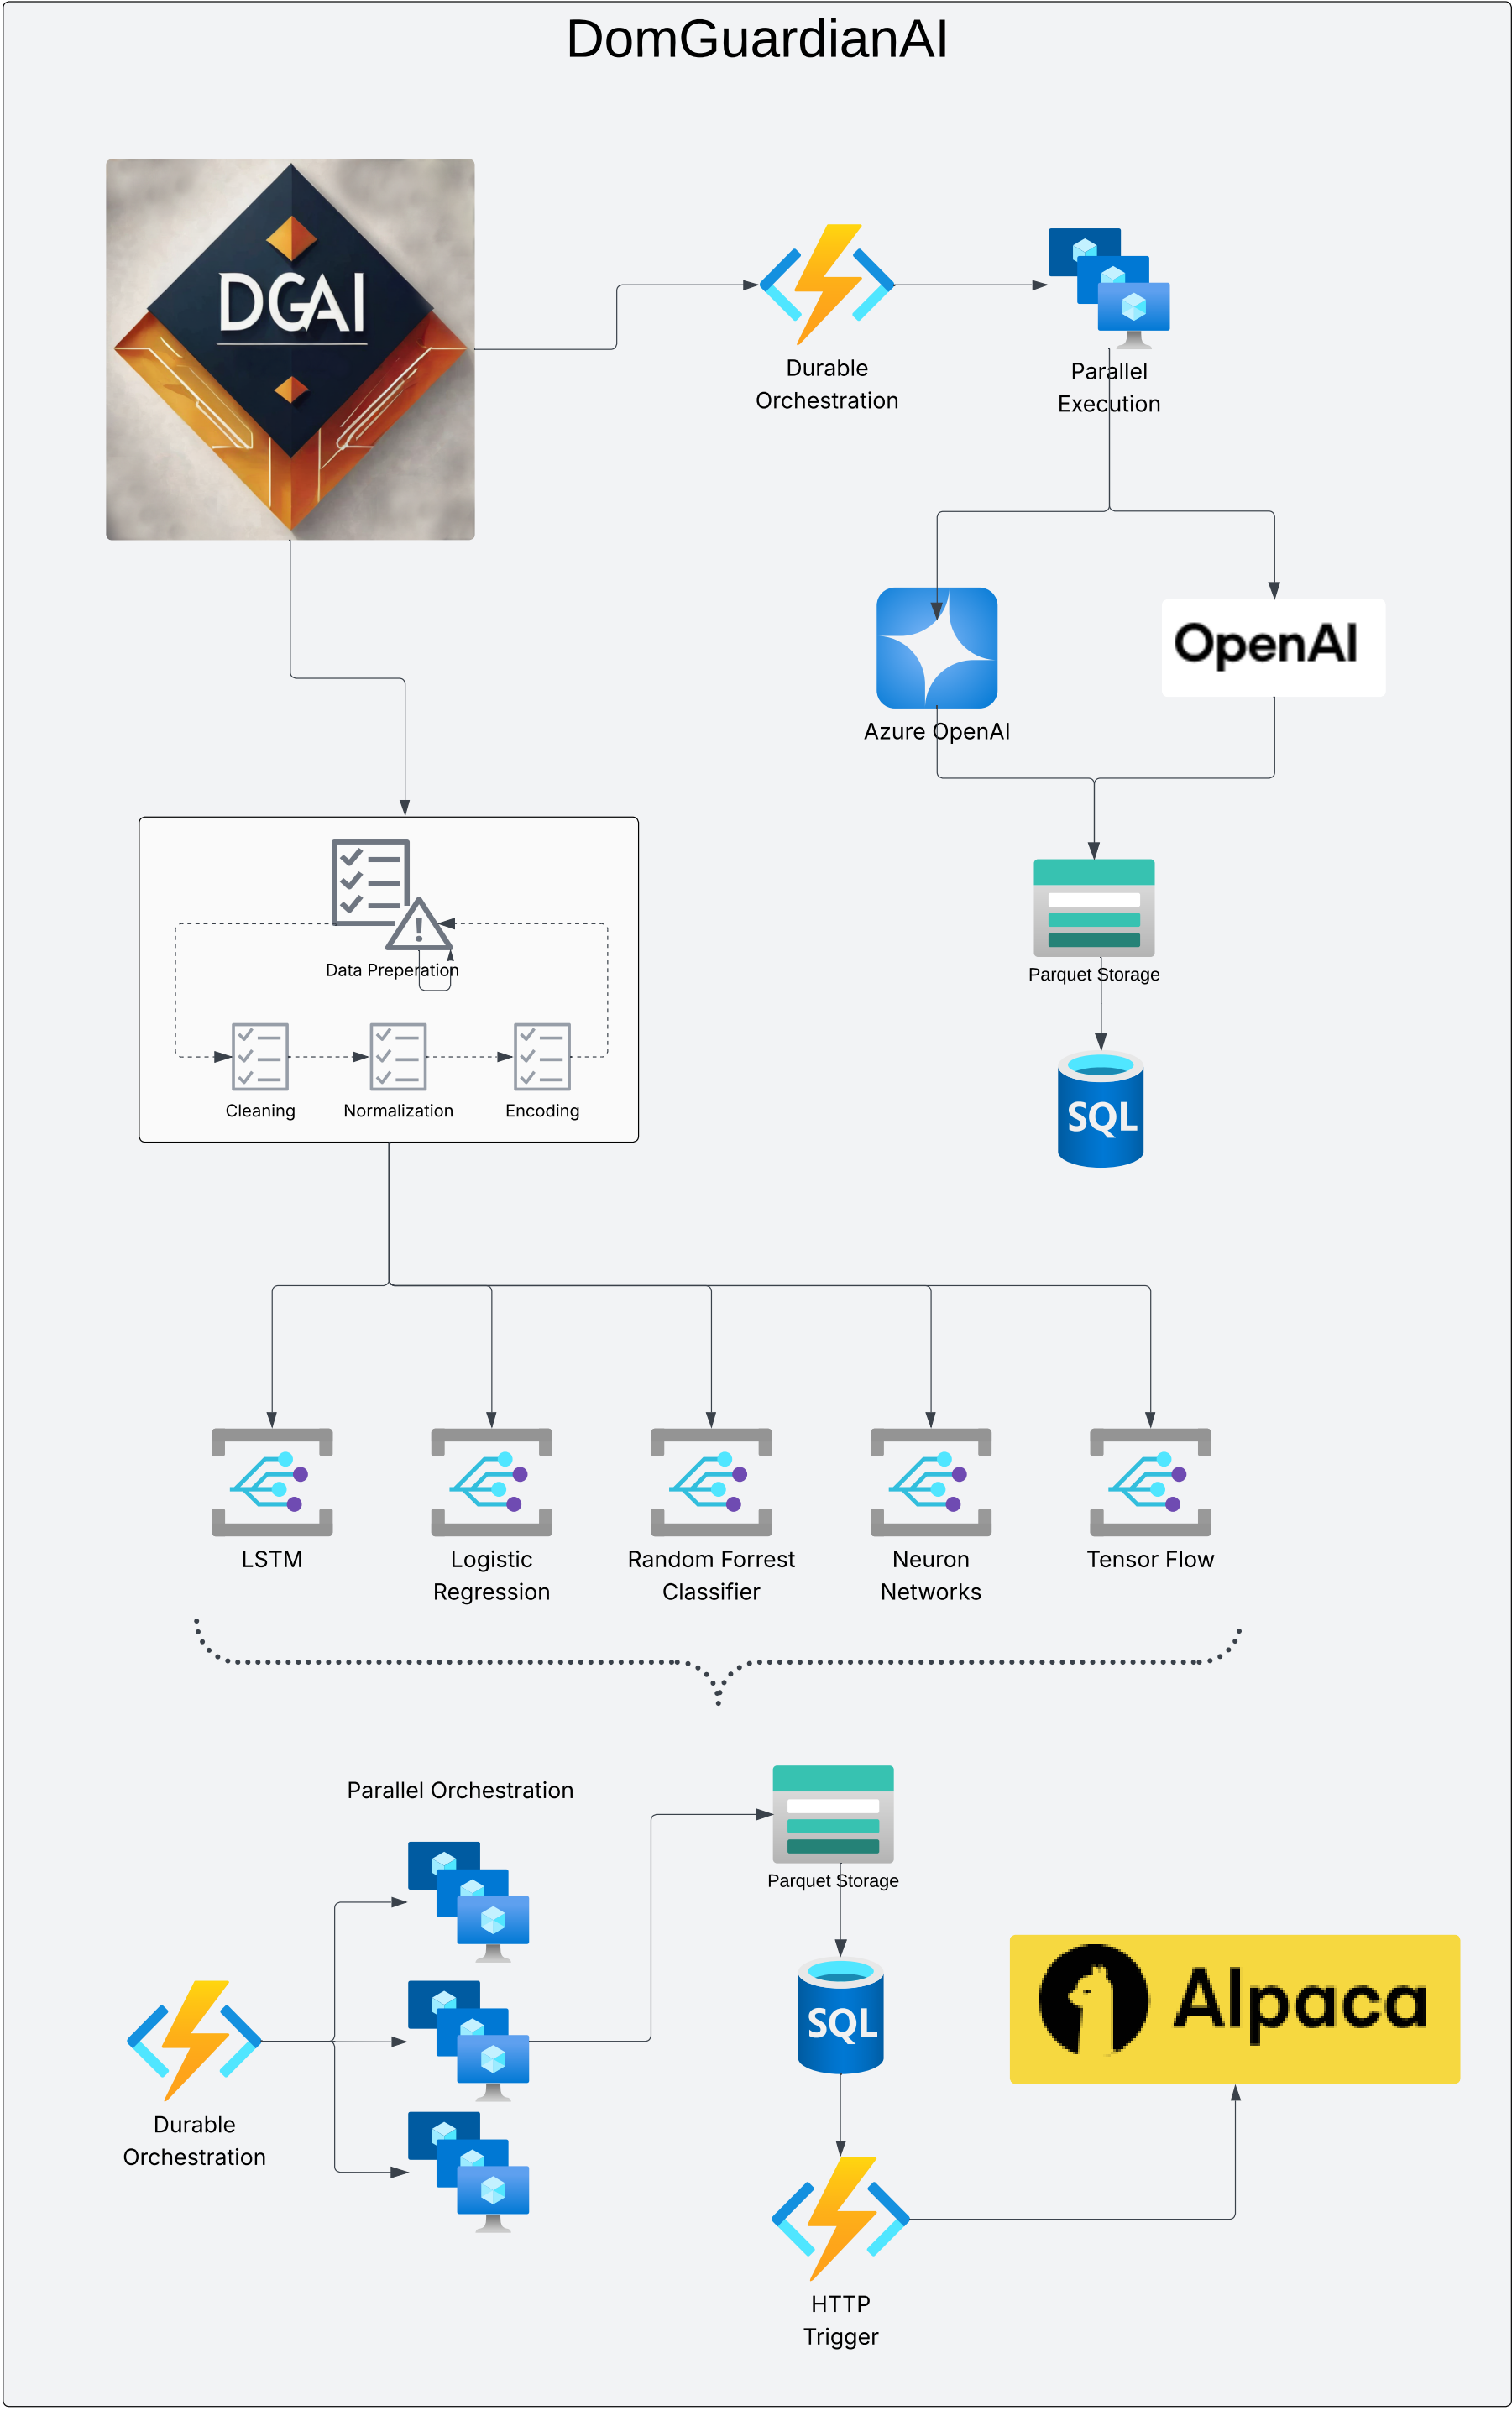 DomGuardianAI
DGAI
Durable
Orchestration
Parallel
Execution
Azure OpenAI
OpenAI
Parquet Storage
SQL
Data Preperation
Cleaning
Normalization
Encoding
LSTM
Logistic
Regression
Random Forrest
Classifier
Neuron
Networks
Tensor Flow
Parallel Orchestration
Durable
Orchestration
Parquet Storage
SQL
Alpaca
HTTP
Trigger